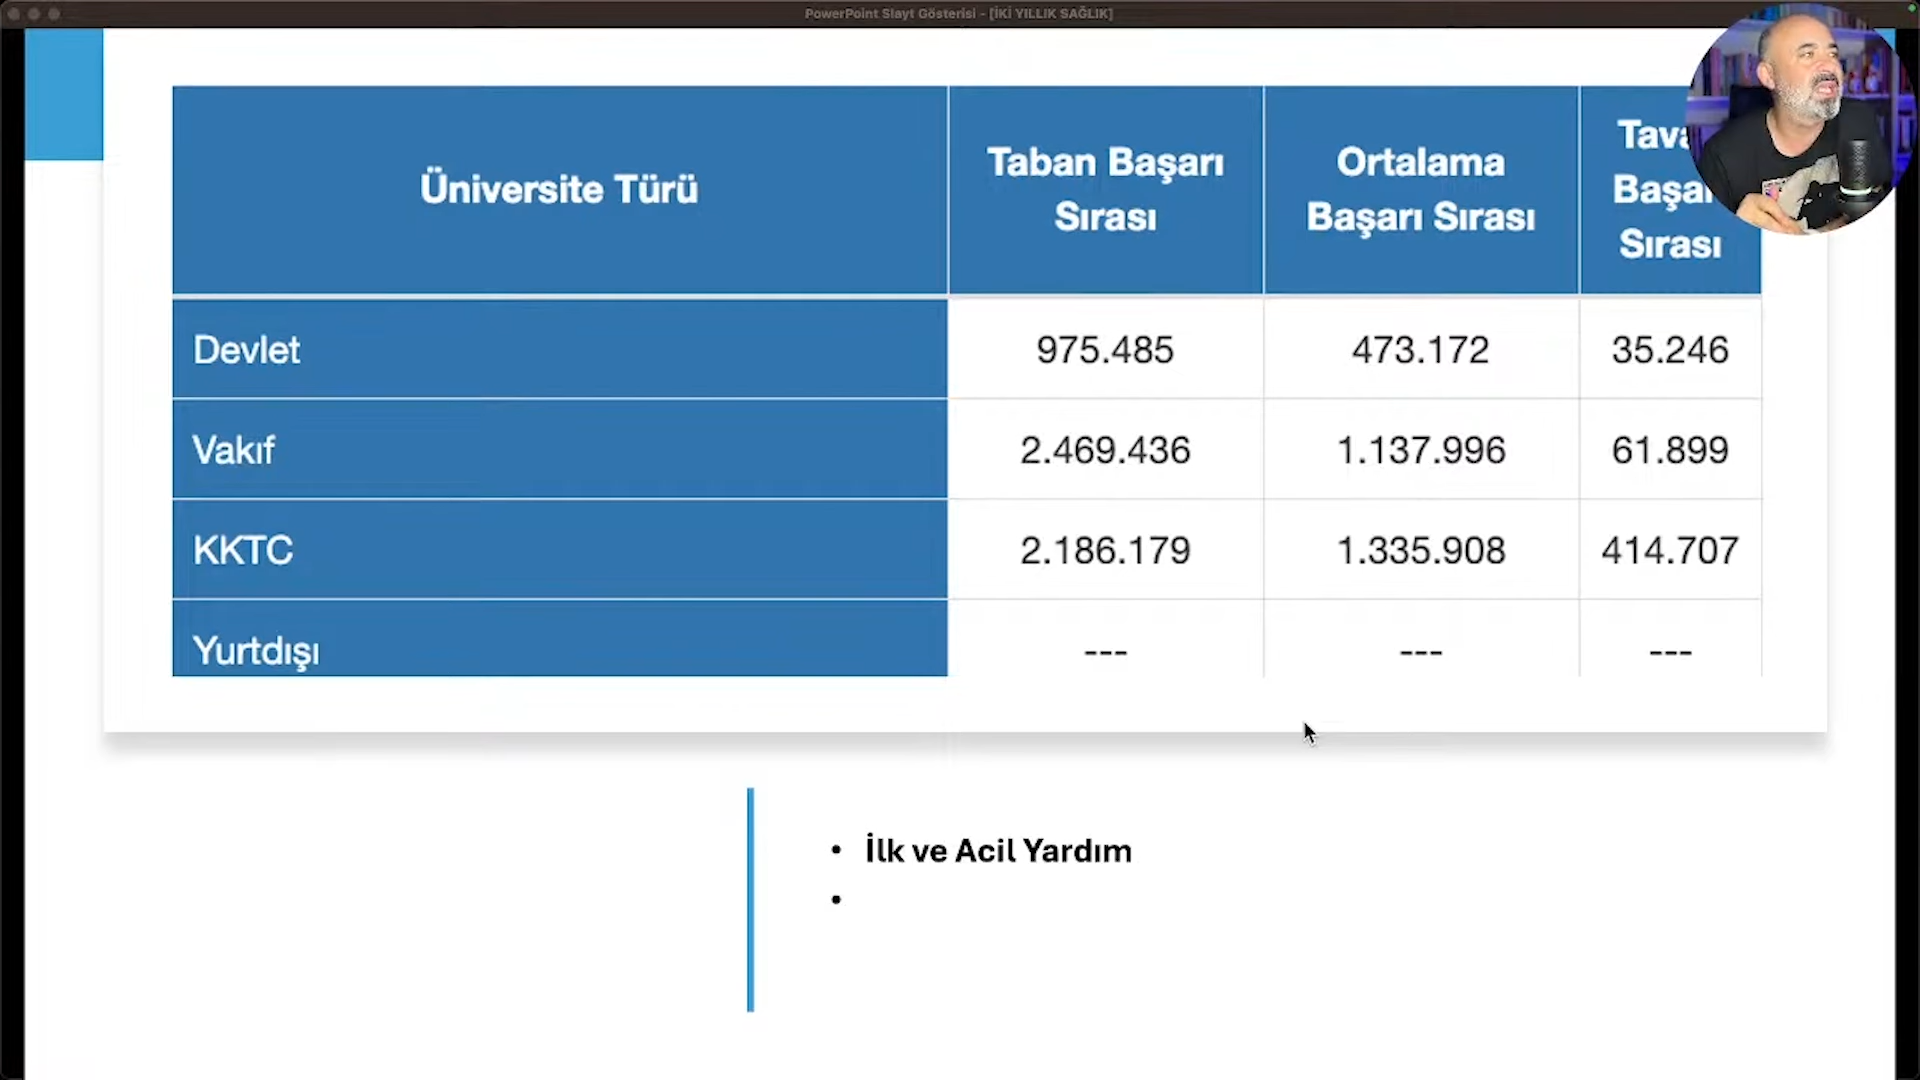 PowerPoint Slayt Gösterisi - [İKİ YILLIK SAĞLIK]
Üniversite Türü
Taban Başarı
Sırası
Ortalama
Başarı Sırası
Sırası
Devlet 975.485 473.172 35.246
Vakıf 2.469.436 1.137.996 61.899
KKTC 2.186.179 1.335.908 414.707
Yurtdışı --- --- ---
• İlk ve Acil Yardım
•